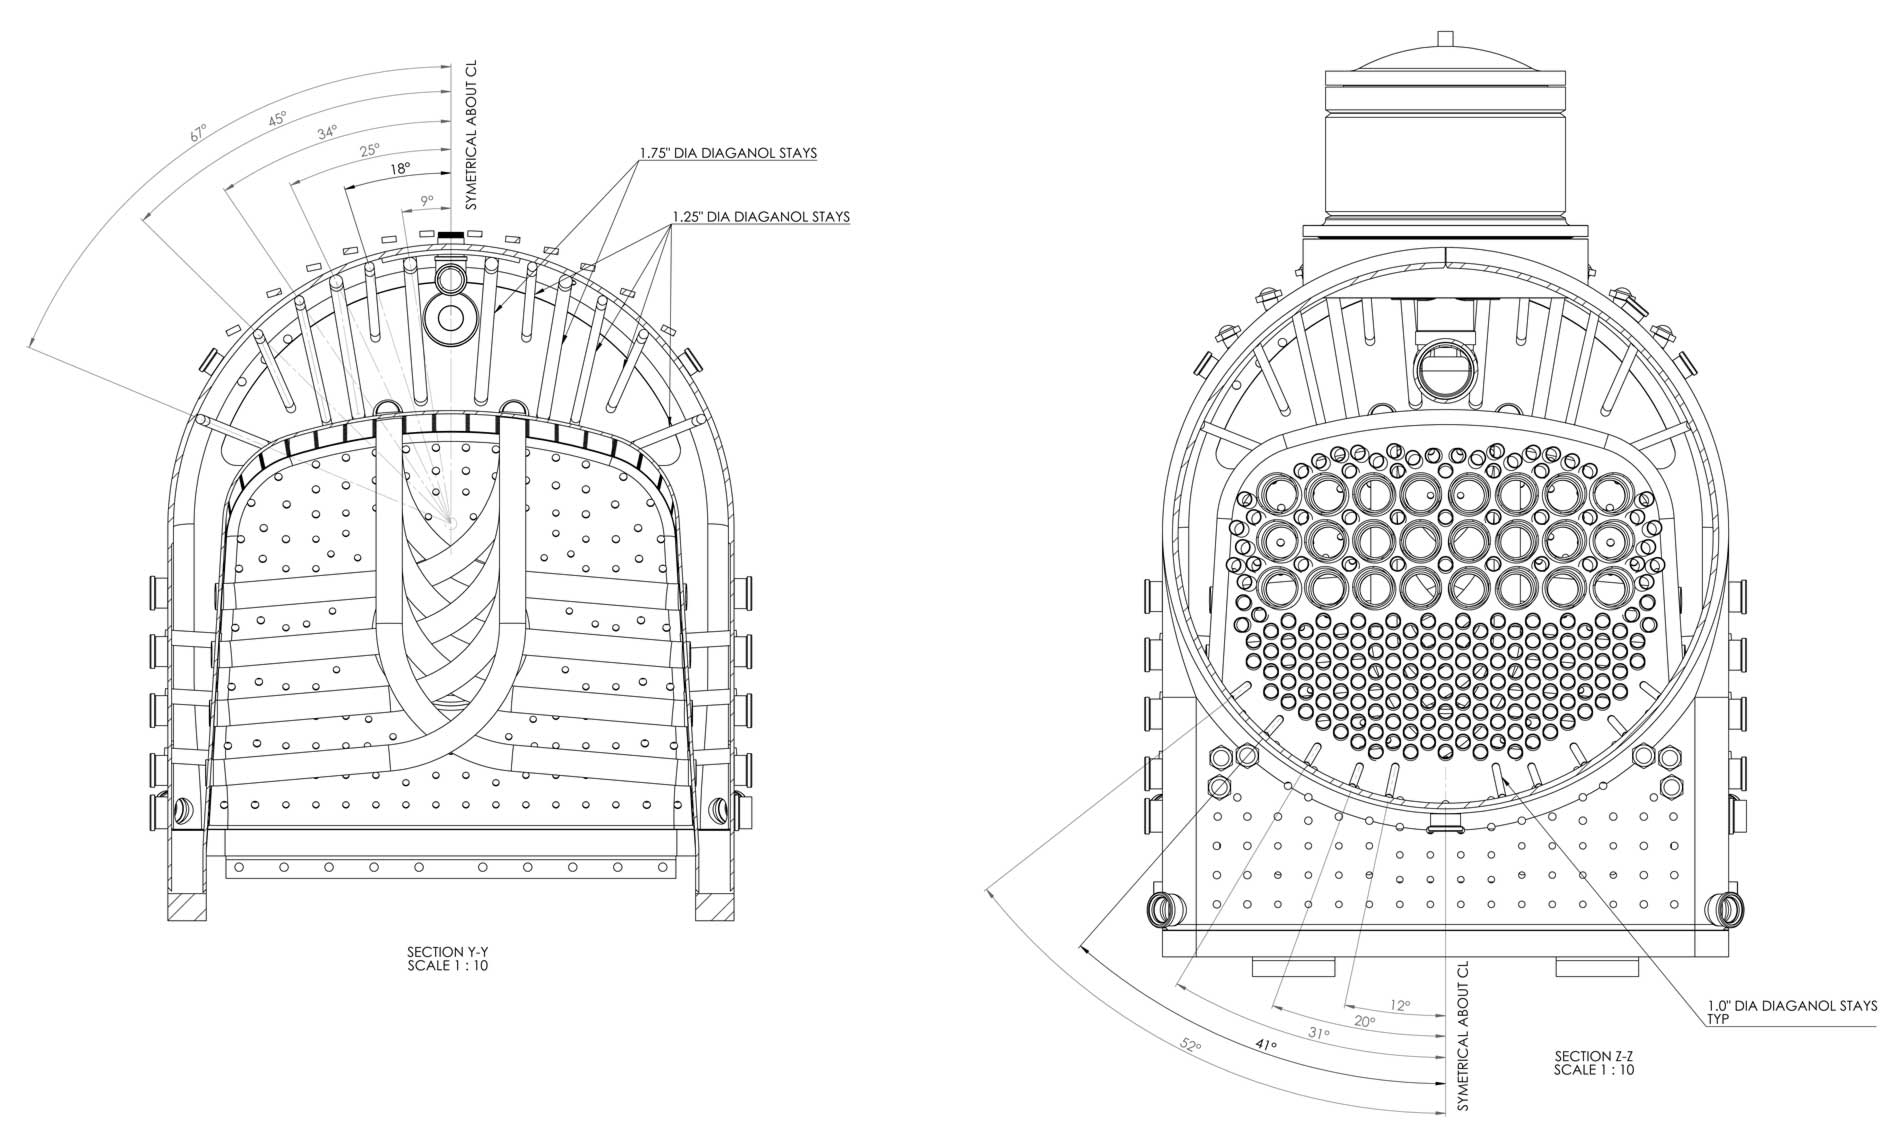 67°
45°
34°
25°
18°
9°
SYMETRICAL ABOUT CL
1.75" DIA DIAGANOL STAYS
1.25" DIA DIAGANOL STAYS
SECTION Y-Y
SCALE 1 : 10
12°
20°
31°
41°
52°
SYMETRICAL ABOUT CL
1.0" DIA DIAGANOL STAYS
TYP
SECTION Z-Z
SCALE 1 : 10